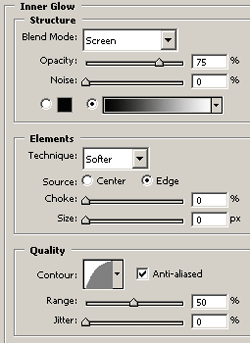 Inner Glow
Structure
Blend Mode: Screen
Opacity: 75 %
Noise: 0 %
Elements
Technique: Softer
Source: Center Edge
Choke: 0 %
Size: 0 px
Quality
Contour: Anti-aliased
Range: 50 %
Jitter: 0 %